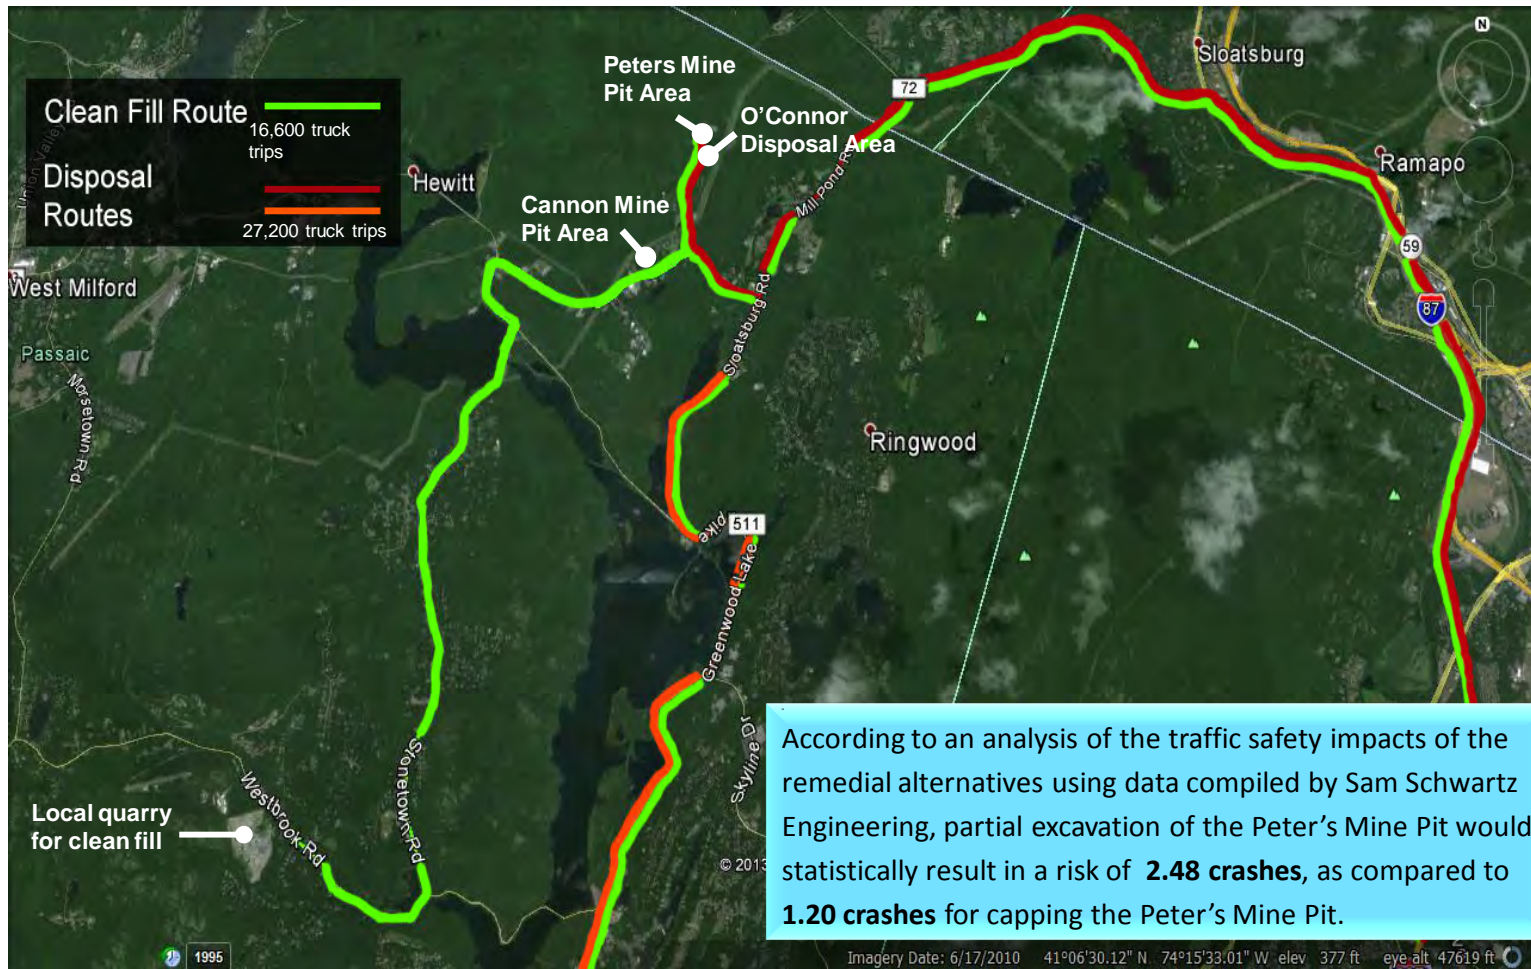 N
Sloatsburg
Peters Mine
Pit Area
72
O'Connor
Disposal Area
Clean Fill Route
16,600 truck
trips
Disposal
Routes
27,200 truck trips
Union Valley
Hewitt
Mill Pond Rd
Ramapo
Cannon Mine
Pit Area
59
West Milford
87
Sloatsburg Rd
Passaic
Morsetown Rd
Ringwood
pike
511
Greenwood Lake
Skyline Dr
Stonetown Rd
Westbrook Rd
Local quarry
for clean fill
According to an analysis of the traffic safety impacts of the
remedial alternatives using data compiled by Sam Schwartz
Engineering, partial excavation of the Peter's Mine Pit would
statistically result in a risk of 2.48 crashes, as compared to
1.20 crashes for capping the Peter's Mine Pit.
© 2013
1995
Imagery Date: 6/17/2010 41°06'30.12" N 74°15'33.01" W elev 377 ft eye alt 47619 ft